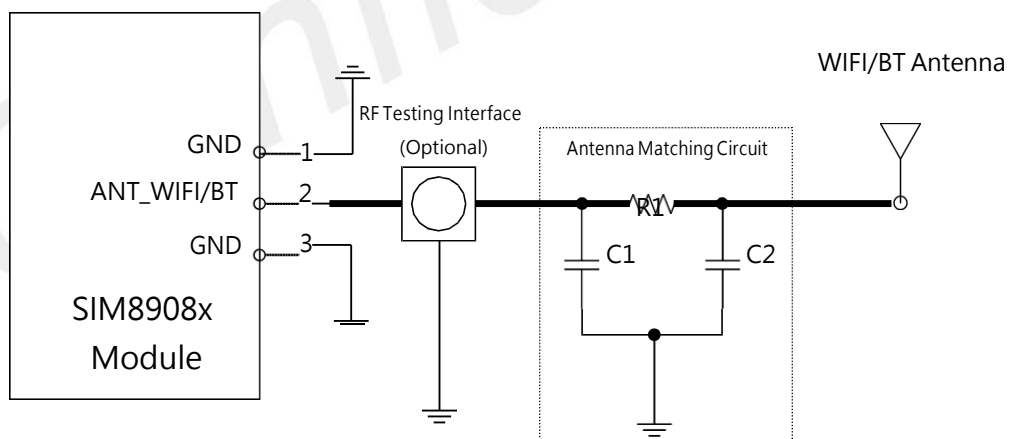 WIFI/BT Antenna
RF Testing Interface
(Optional)
Antenna Matching Circuit
GND
1
ANT_WIFI/BT
2
R1
GND
3
C1
C2
SIM8908x
Module